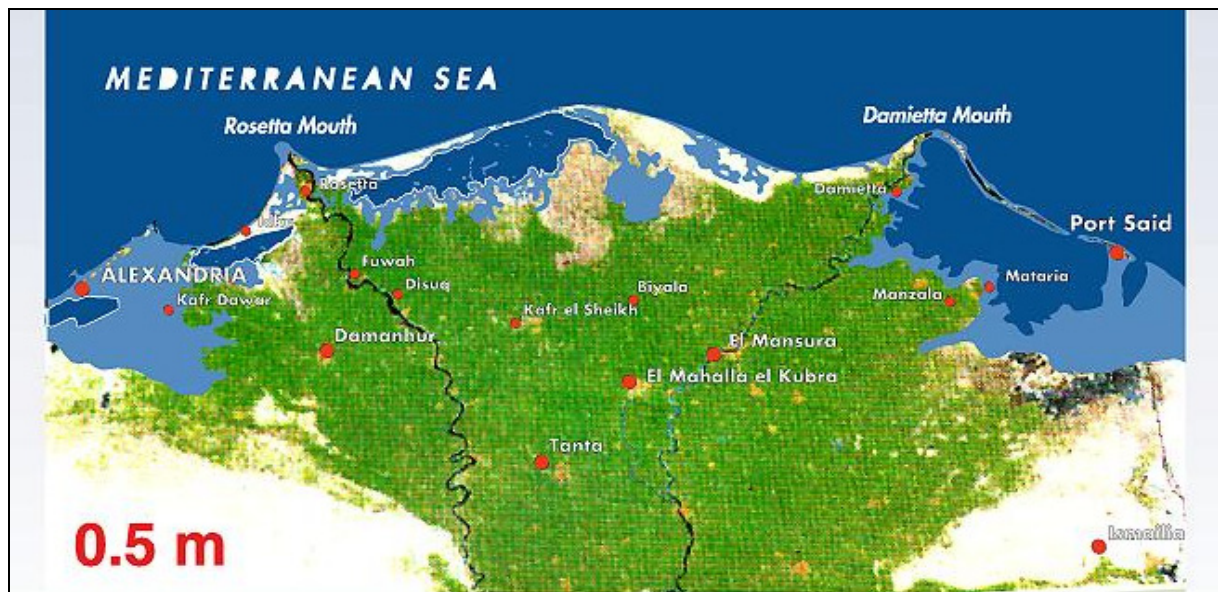 MEDITERRANEAN SEA
Rosetta Mouth
Damietta Mouth
Rosetta
Damietta
Idku
Port Said
ALEXANDRIA
Fuwah
Disuq
Biyala
Manzala
Mataria
Kafr Dawar
Kafr el Sheikh
Damanhur
El Mansura
El Mahalla el Kubra
Tanta
0.5 m
Ismailia